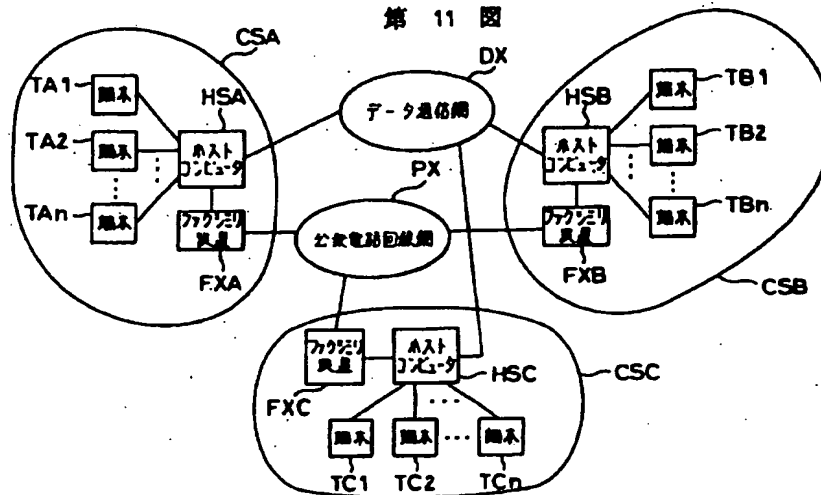 第 11 図
CSA
DX
TA1
端末
HSA
データ通信網
HSB
端末
TB1
TA2
端末
ホスト
コンピュータ
ホスト
コンピュータ
端末
TB2
PX
TAn
端末
ファクシミリ
装置
公衆電話回線網
ファクシミリ
装置
端末
TBn
FXA
FXB
CSB
ファクシミリ
装置
ホスト
コンピュータ
HSC
CSC
FXC
端末
端末
端末
TC1
TC2
TCn